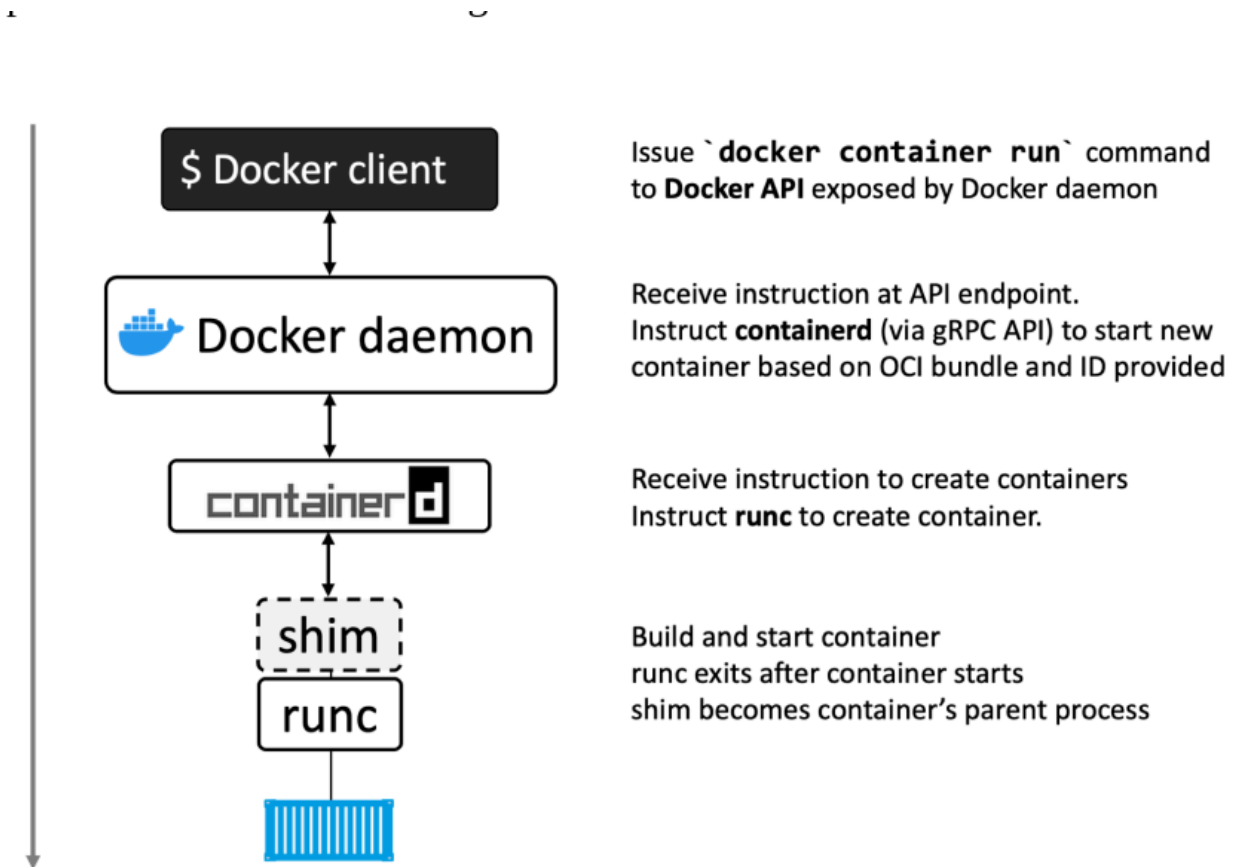 $ Docker client
Issue `docker container run` command
to Docker API exposed by Docker daemon
Docker daemon
Receive instruction at API endpoint.
Instruct containerd (via gRPC API) to start new
container based on OCI bundle and ID provided
containerd
Receive instruction to create containers
Instruct runc to create container.
shim
runc
Build and start container
runc exits after container starts
shim becomes container’s parent process